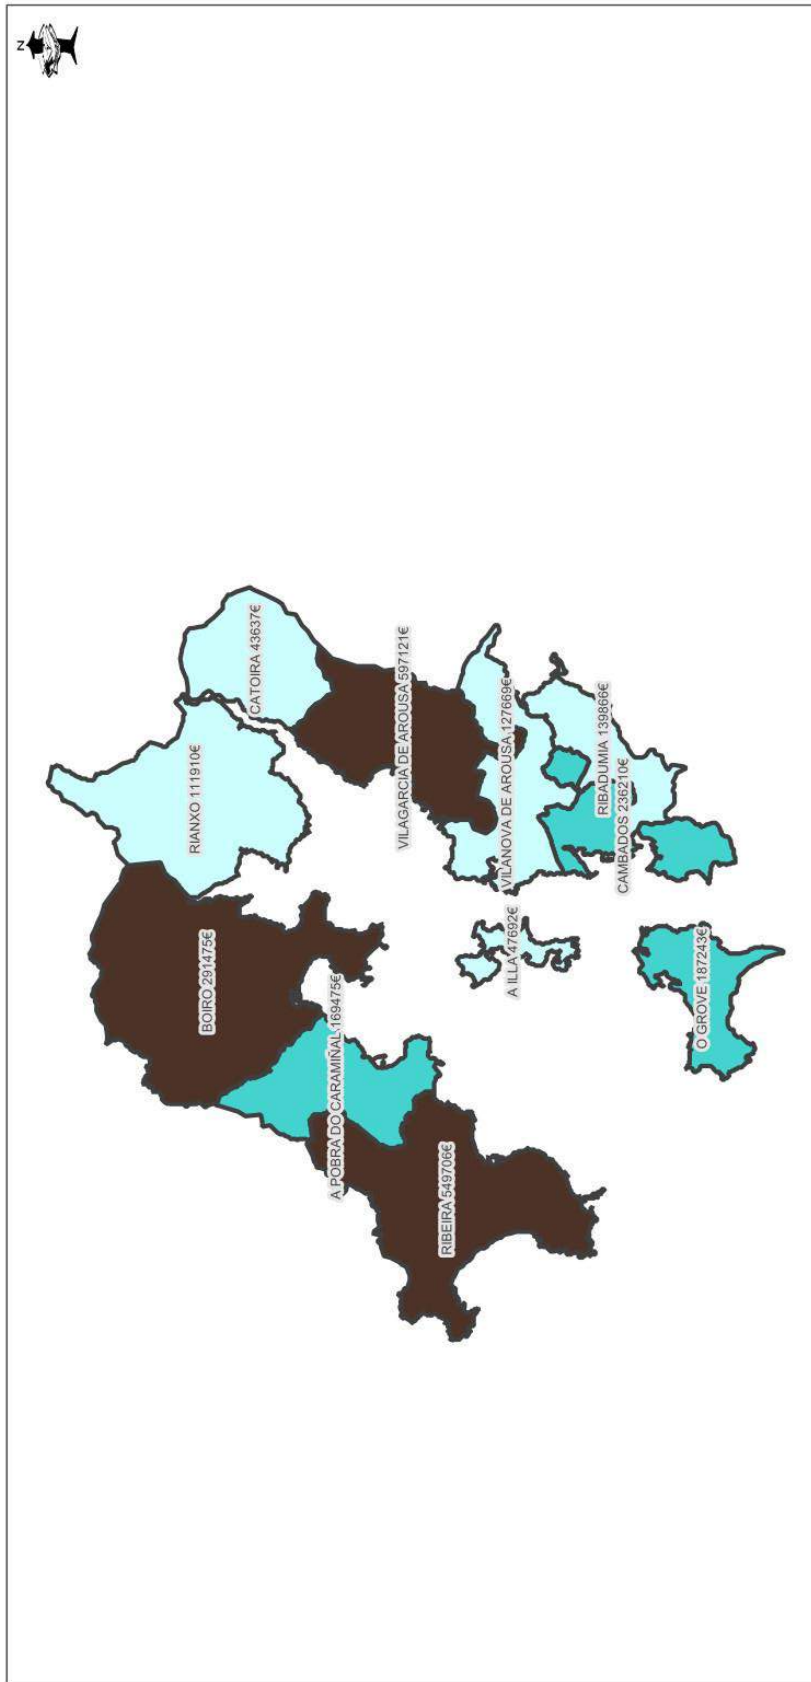 N
RIANXO 111910€
CATOIRA 43637€
BOIRO 291475€
A POBRA DO CARAMIÑAL 169475€
VILAGARCIA DE AROUSA 597121€
RIBEIRA 549706€
VILANOVA DE AROUSA 127669€
A ILLA 47692€
RIBADUMIA 139866€
CAMBADOS 236210€
O GROVE 187243€